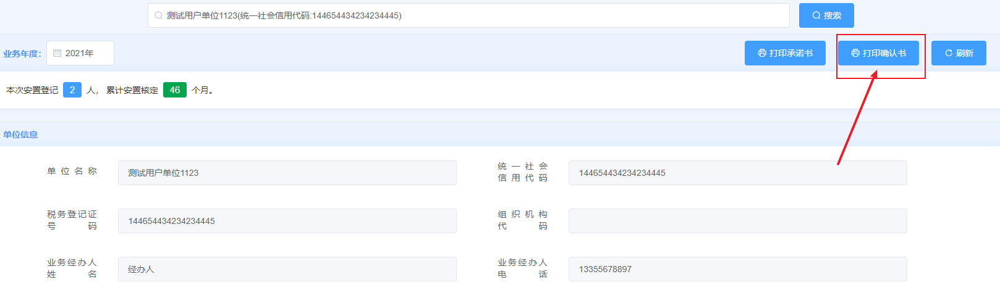 测试用户单位1123(统一社会信用代码:144654434234234445)
搜索
业务年度:
2021年
打印承诺书
打印确认书
刷新
本次安置登记 2 人， 累计安置核定 46 个月。
单位信息
单位名称
测试用户单位1123
统一社会
信用代码
144654434234234445
税务登记证
号码
144654434234234445
组织机构
代码
业务经办人
姓名
经办人
业务经办人
电话
13355678897